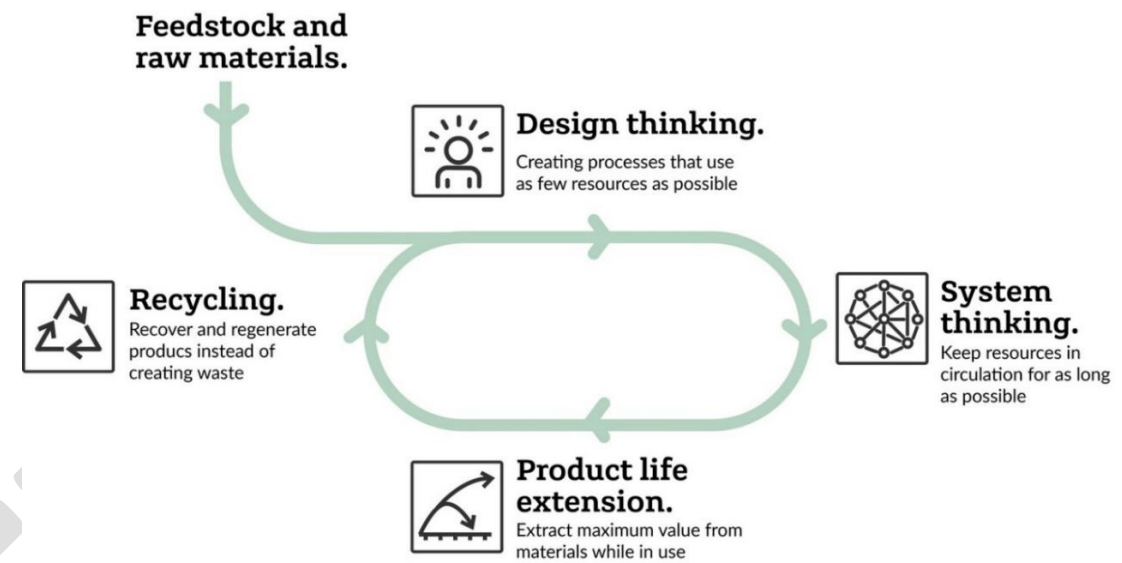 Feedstock and
raw materials.
Design thinking.
Creating processes that use
as few resources as possible
System
thinking.
Keep resources in
circulation for as long
as possible
Product life
extension.
Extract maximum value from
materials while in use
Recycling.
Recover and regenerate
producs instead of
creating waste